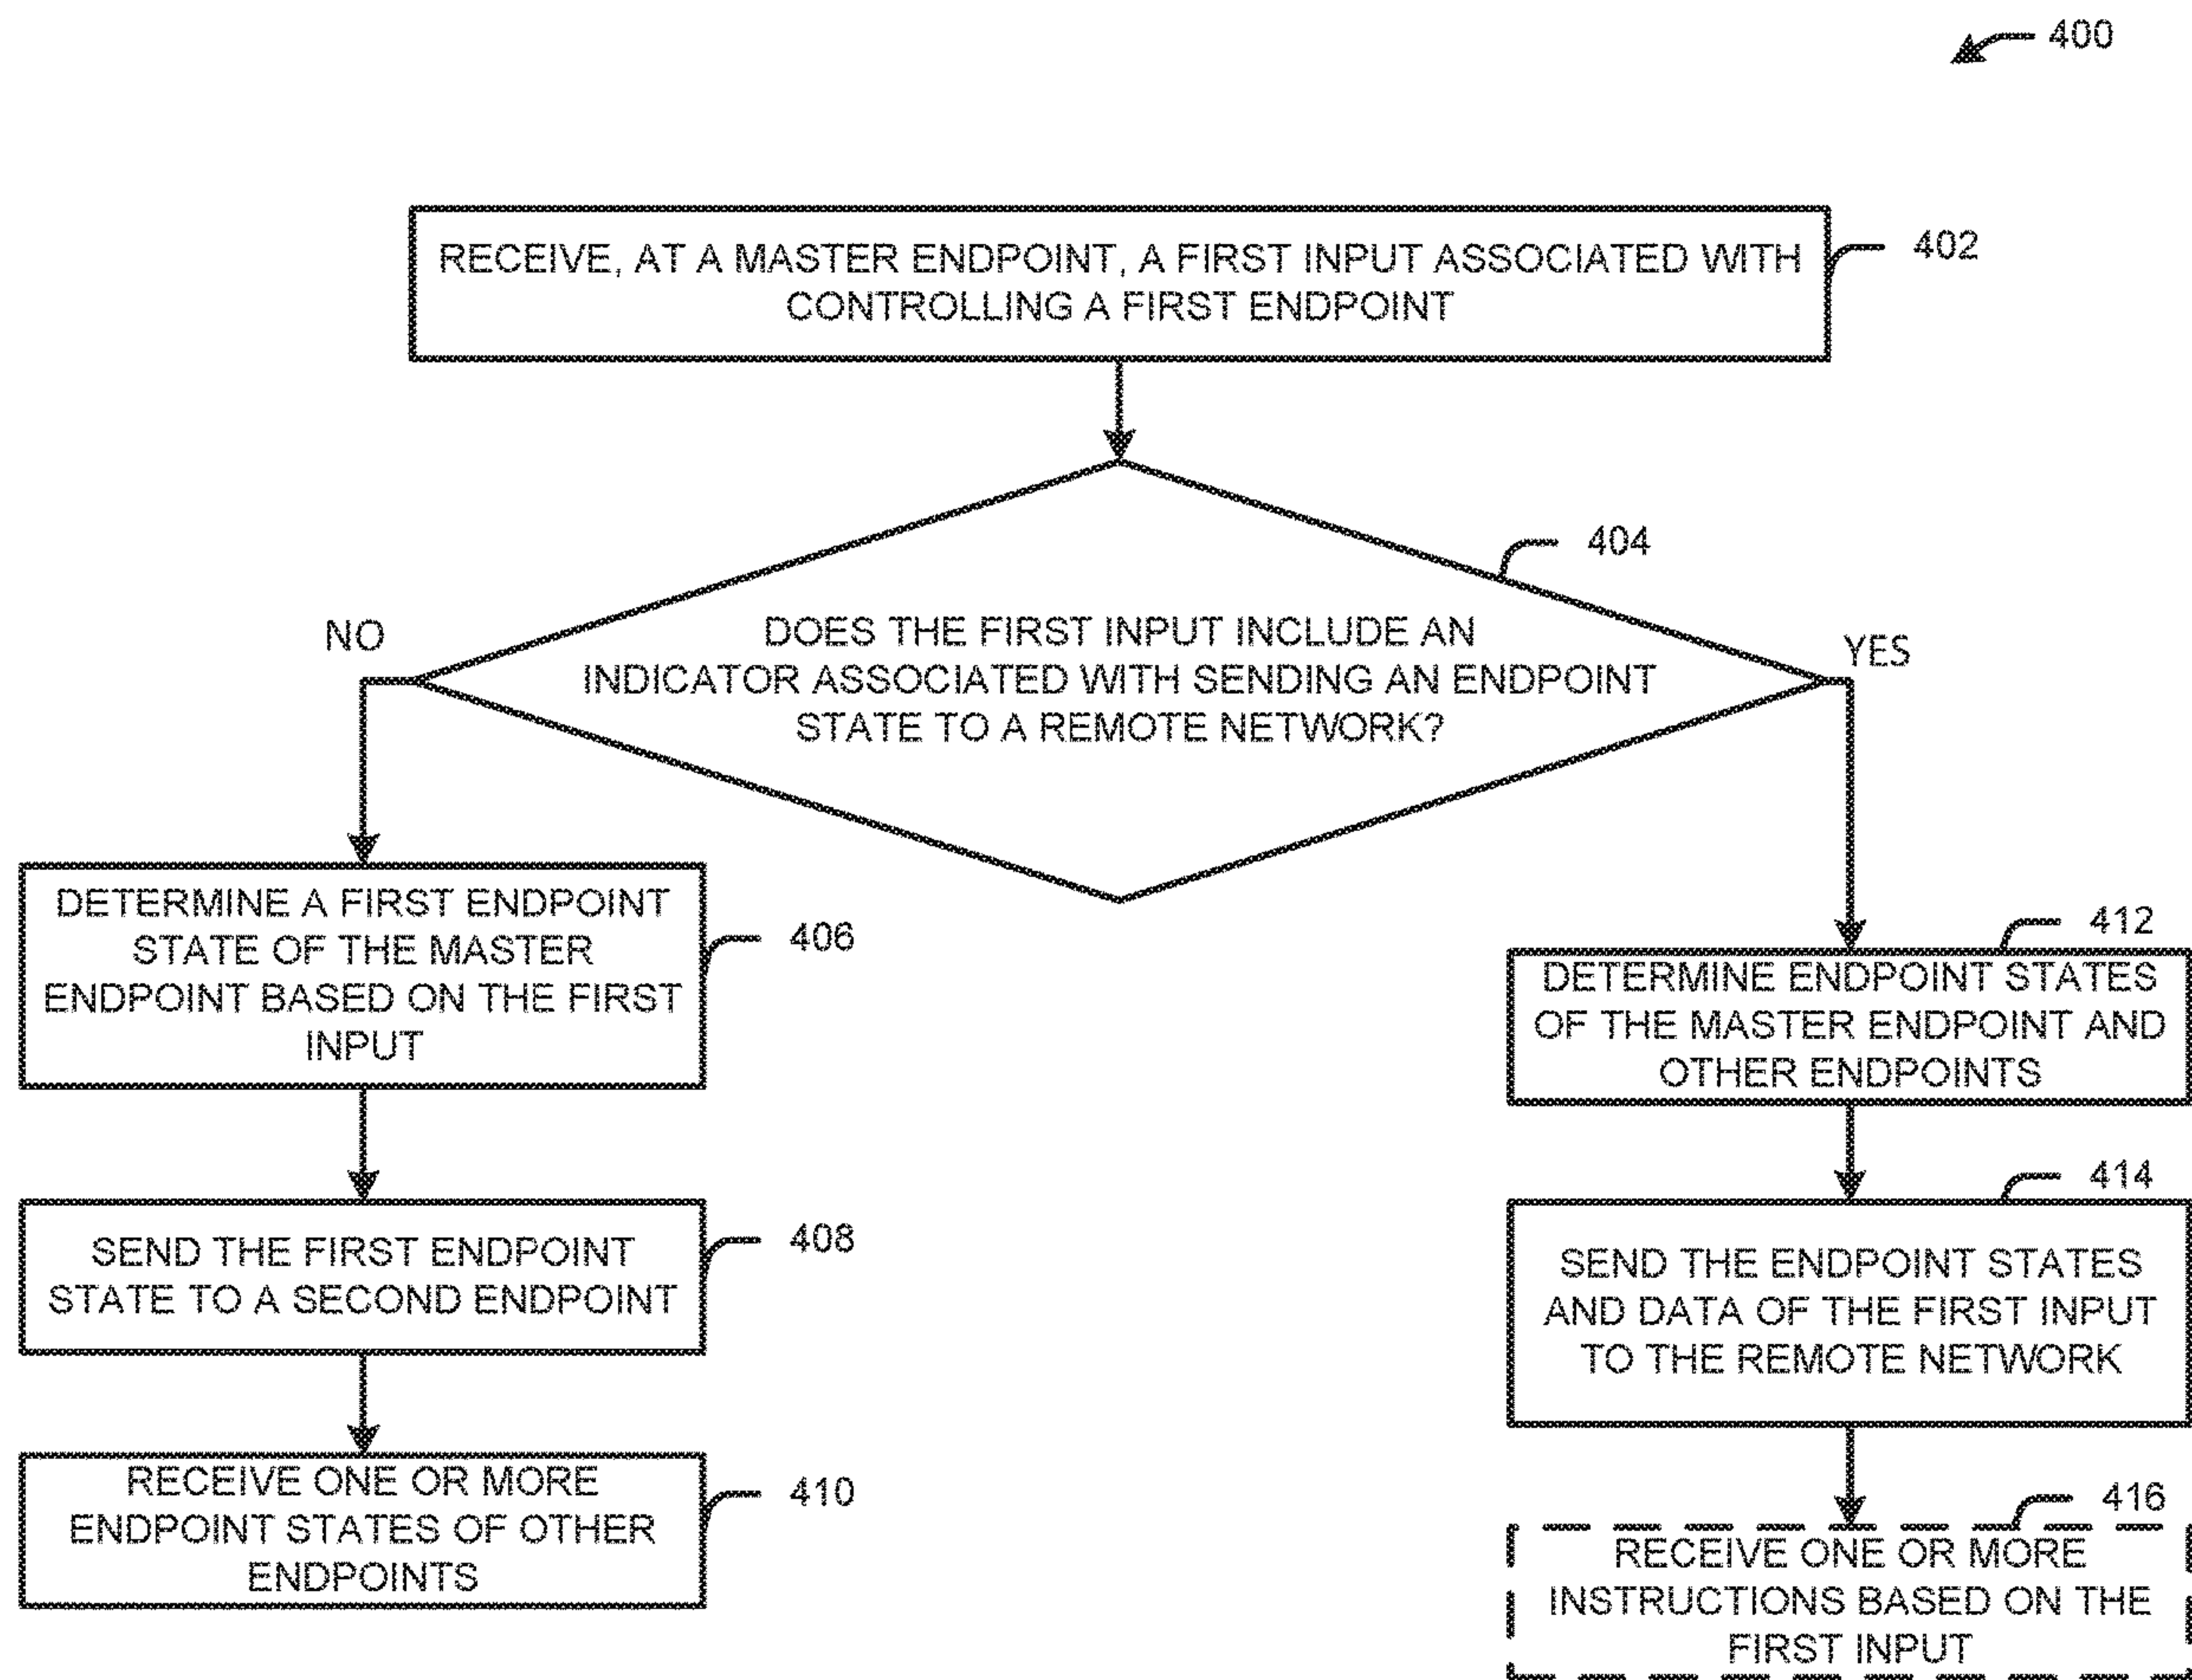 400
RECEIVE, AT A MASTER ENDPOINT, A FIRST INPUT ASSOCIATED WITH
CONTROLLING A FIRST ENDPOINT
402
404
DOES THE FIRST INPUT INCLUDE AN
INDICATOR ASSOCIATED WITH SENDING AN ENDPOINT
STATE TO A REMOTE NETWORK?
NO
YES
DETERMINE A FIRST ENDPOINT
STATE OF THE MASTER
ENDPOINT BASED ON THE FIRST
INPUT
406
SEND THE FIRST ENDPOINT
STATE TO A SECOND ENDPOINT
408
RECEIVE ONE OR MORE
ENDPOINT STATES OF OTHER
ENDPOINTS
410
412
DETERMINE ENDPOINT STATES
OF THE MASTER ENDPOINT AND
OTHER ENDPOINTS
414
SEND THE ENDPOINT STATES
AND DATA OF THE FIRST INPUT
TO THE REMOTE NETWORK
416
RECEIVE ONE OR MORE
INSTRUCTIONS BASED ON THE
FIRST INPUT